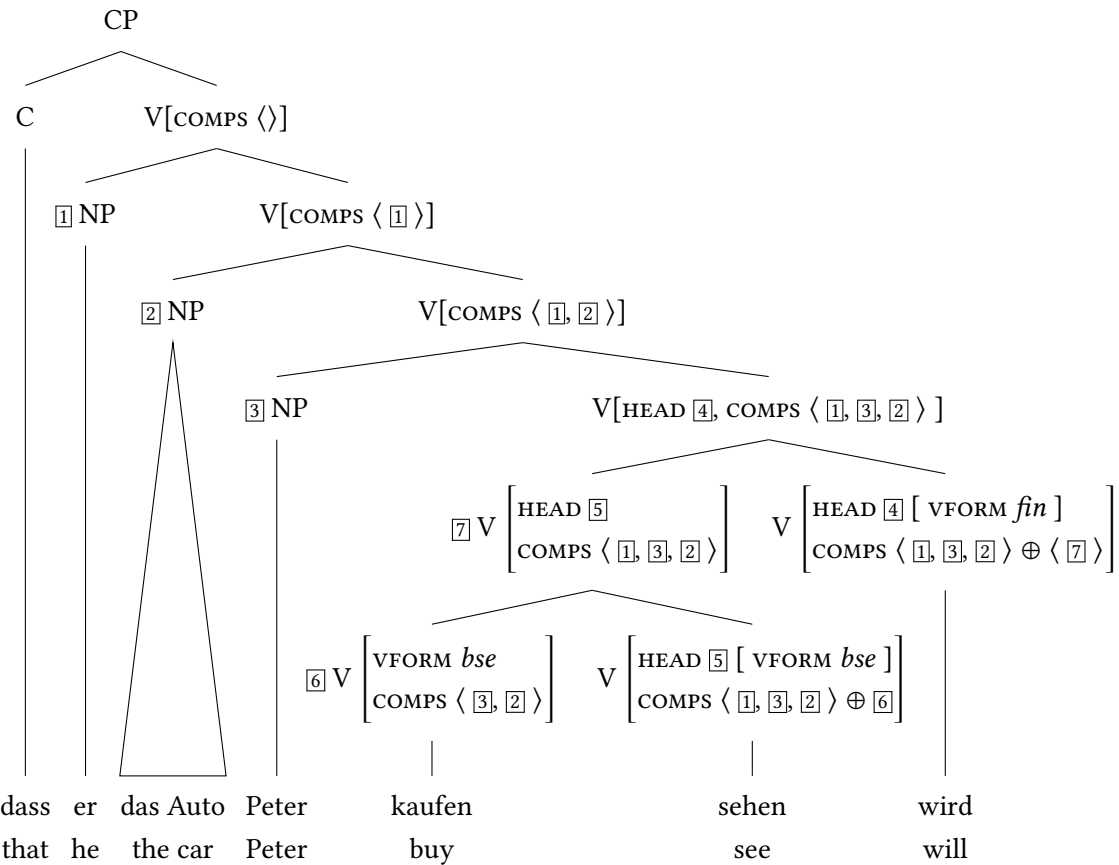 CP
C V[COMPS ⟨⟩]
1 NP V[COMPS ⟨ 1 ⟩]
2 NP V[COMPS ⟨ 1, 2 ⟩]
3 NP V[HEAD 4, COMPS ⟨ 1, 3, 2 ⟩ ]
7 V [HEAD 5 V [HEAD 4 [ VFORM fin ]
COMPS ⟨ 1, 3, 2 ⟩] COMPS ⟨ 1, 3, 2 ⟩ ⊕ ⟨ 7 ⟩]
6 V [VFORM bse V [HEAD 5 [ VFORM bse ]
COMPS ⟨ 3, 2 ⟩] COMPS ⟨ 1, 3, 2 ⟩ ⊕ 6]
dass er das Auto Peter kaufen sehen wird
that he the car Peter buy see will